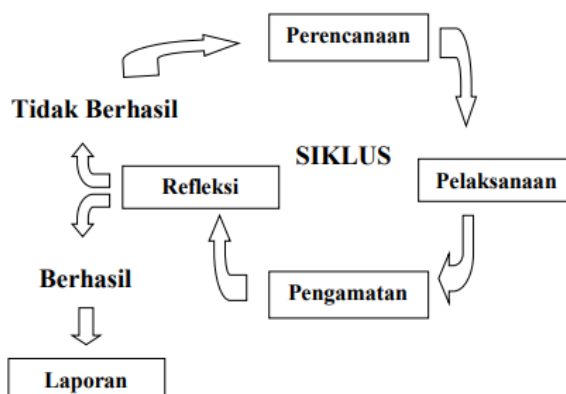 Perencanaan
Tidak Berhasil
SIKLUS
Refleksi
Pelaksanaan
Berhasil
Pengamatan
Laporan